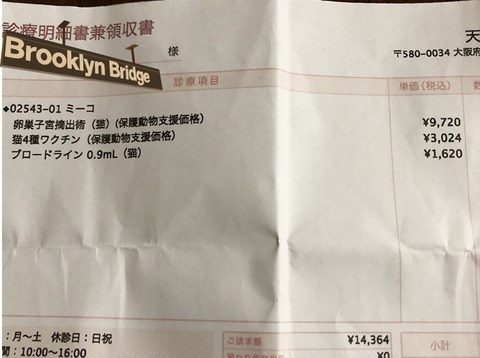 診療明細書兼領収書
Brooklyn Bridge
様
天
〒580-0034 大阪府
診療項目
単価(税込)
数
◆02543-01 ミーコ
卵巣子宮摘出術(猫)(保護動物支援価格) ¥9,720
猫4種ワクチン(保護動物支援価格) ¥3,024
ブロードライン 0.9mL(猫) ¥1,620
:月〜土 休診日:日祝
間:10:00〜16:00
ご請求額 ¥14,364
小計
¥0